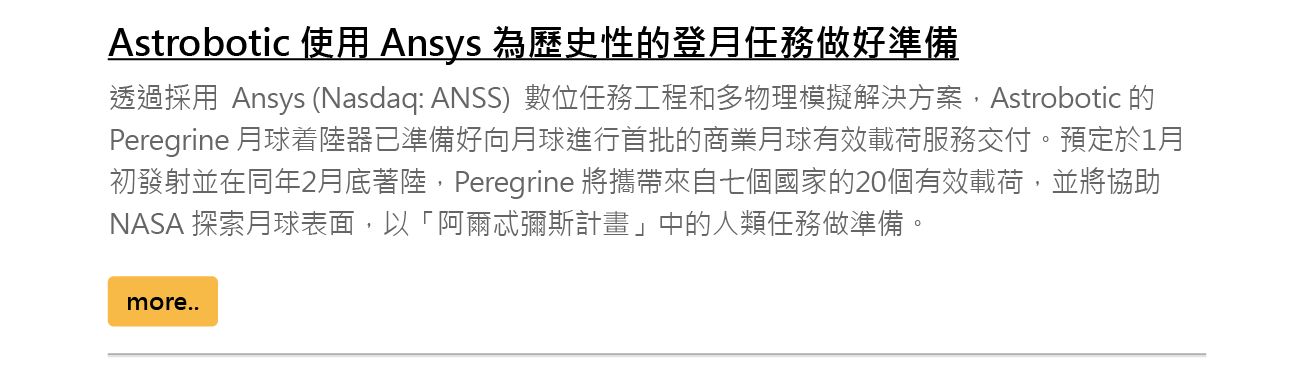 Astrobotic 使用 Ansys 為歷史性的登月任務做好準備
透過採用 Ansys (Nasdaq: ANSS) 數位任務工程和多物理模擬解決方案，Astrobotic 的
Peregrine 月球着陸器已準備好向月球進行首批的商業月球有效載荷服務交付。預定於1月
初發射並在同年2月底著陸，Peregrine 將攜帶來自七個國家的20個有效載荷，並將協助
NASA 探索月球表面，以「阿爾忒彌斯計畫」中的人類任務做準備。
more..